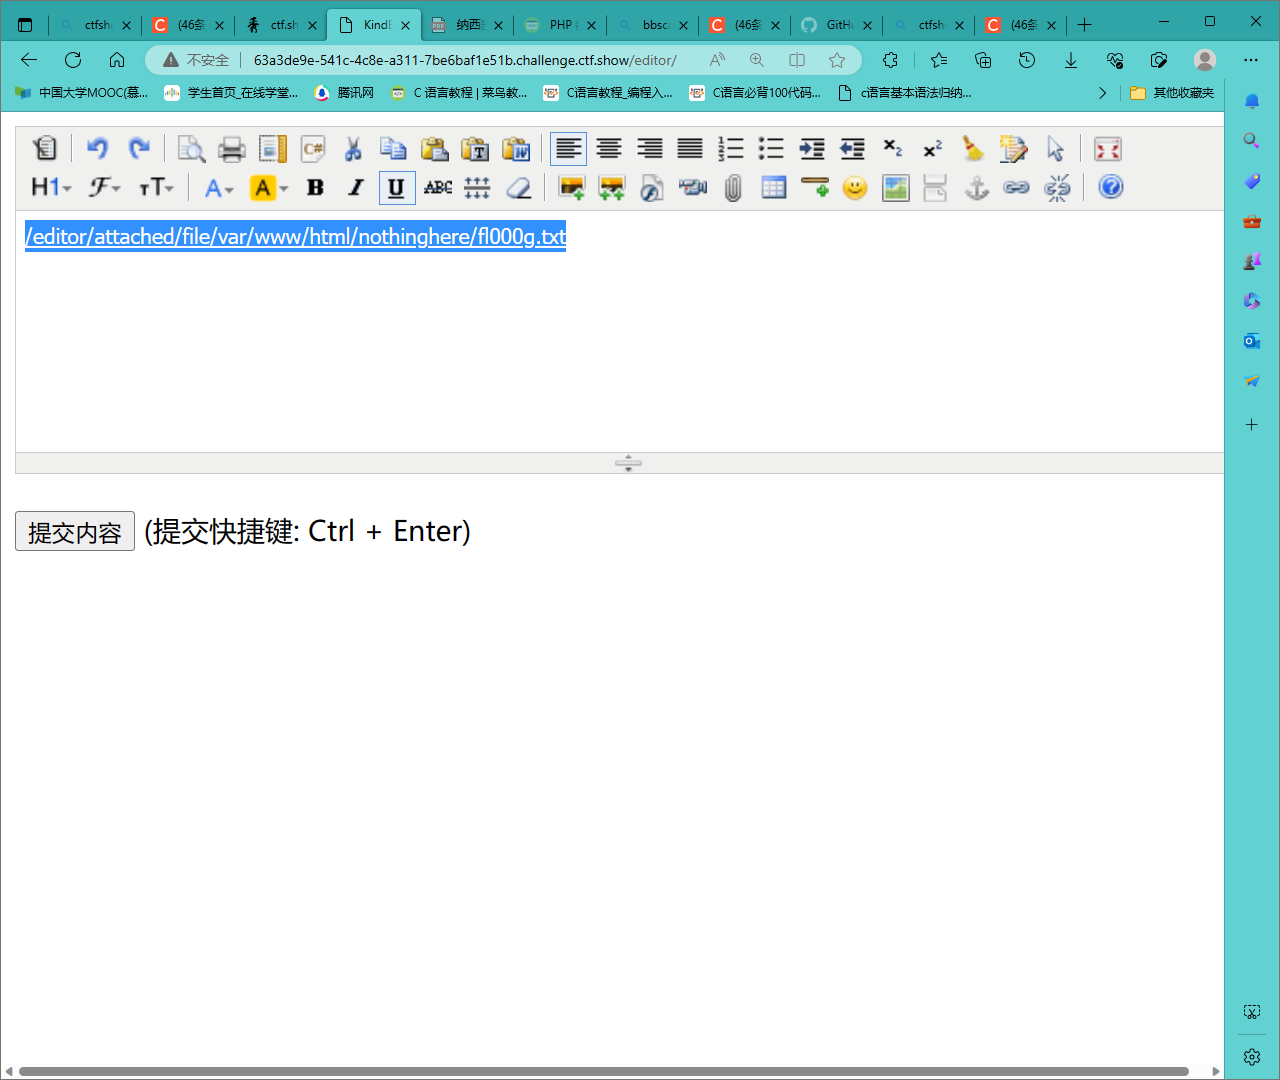 ctfsho
(46条
ctf.sh
KindE
纳西
PHP
bbsc
(46条
GitHu
ctfsh
(46条
不安全
63a3de9e-541c-4c8e-a311-7be6baf1e51b.challenge.ctf.show/editor/
中国大学MOOC(慕...
学生首页_在线学堂...
腾讯网
C 语言教程 | 菜鸟教...
C语言教程_编程入...
C语言必背100代码...
c语言基本语法归纳...
其他收藏夹
/editor/attached/file/var/www/html/nothinghere/fl000g.txt
提交内容 (提交快捷键: Ctrl + Enter)